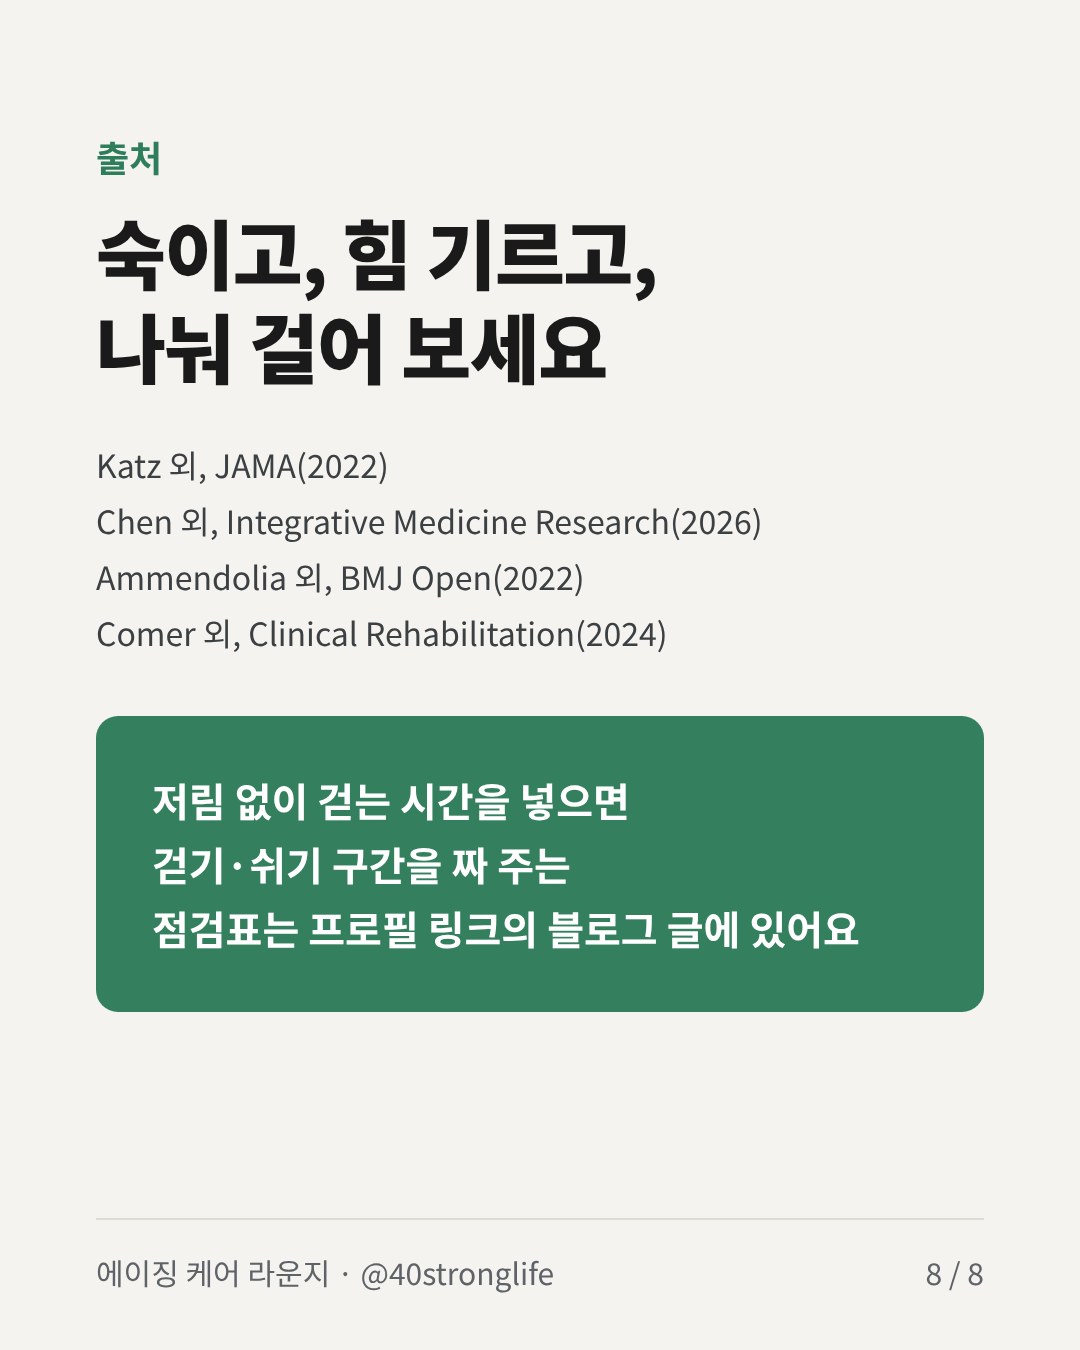 출처
숙이고, 힘 기르고,
나눠 걸어 보세요
Katz 외, JAMA(2022)
Chen 외, Integrative Medicine Research(2026)
Ammendolia 외, BMJ Open(2022)
Comer 외, Clinical Rehabilitation(2024)
저림 없이 걷는 시간을 넣으면
걷기·쉬기 구간을 짜 주는
점검표는 프로필 링크의 블로그 글에 있어요
에이징 케어 라운지 · @40stronglife
8 / 8